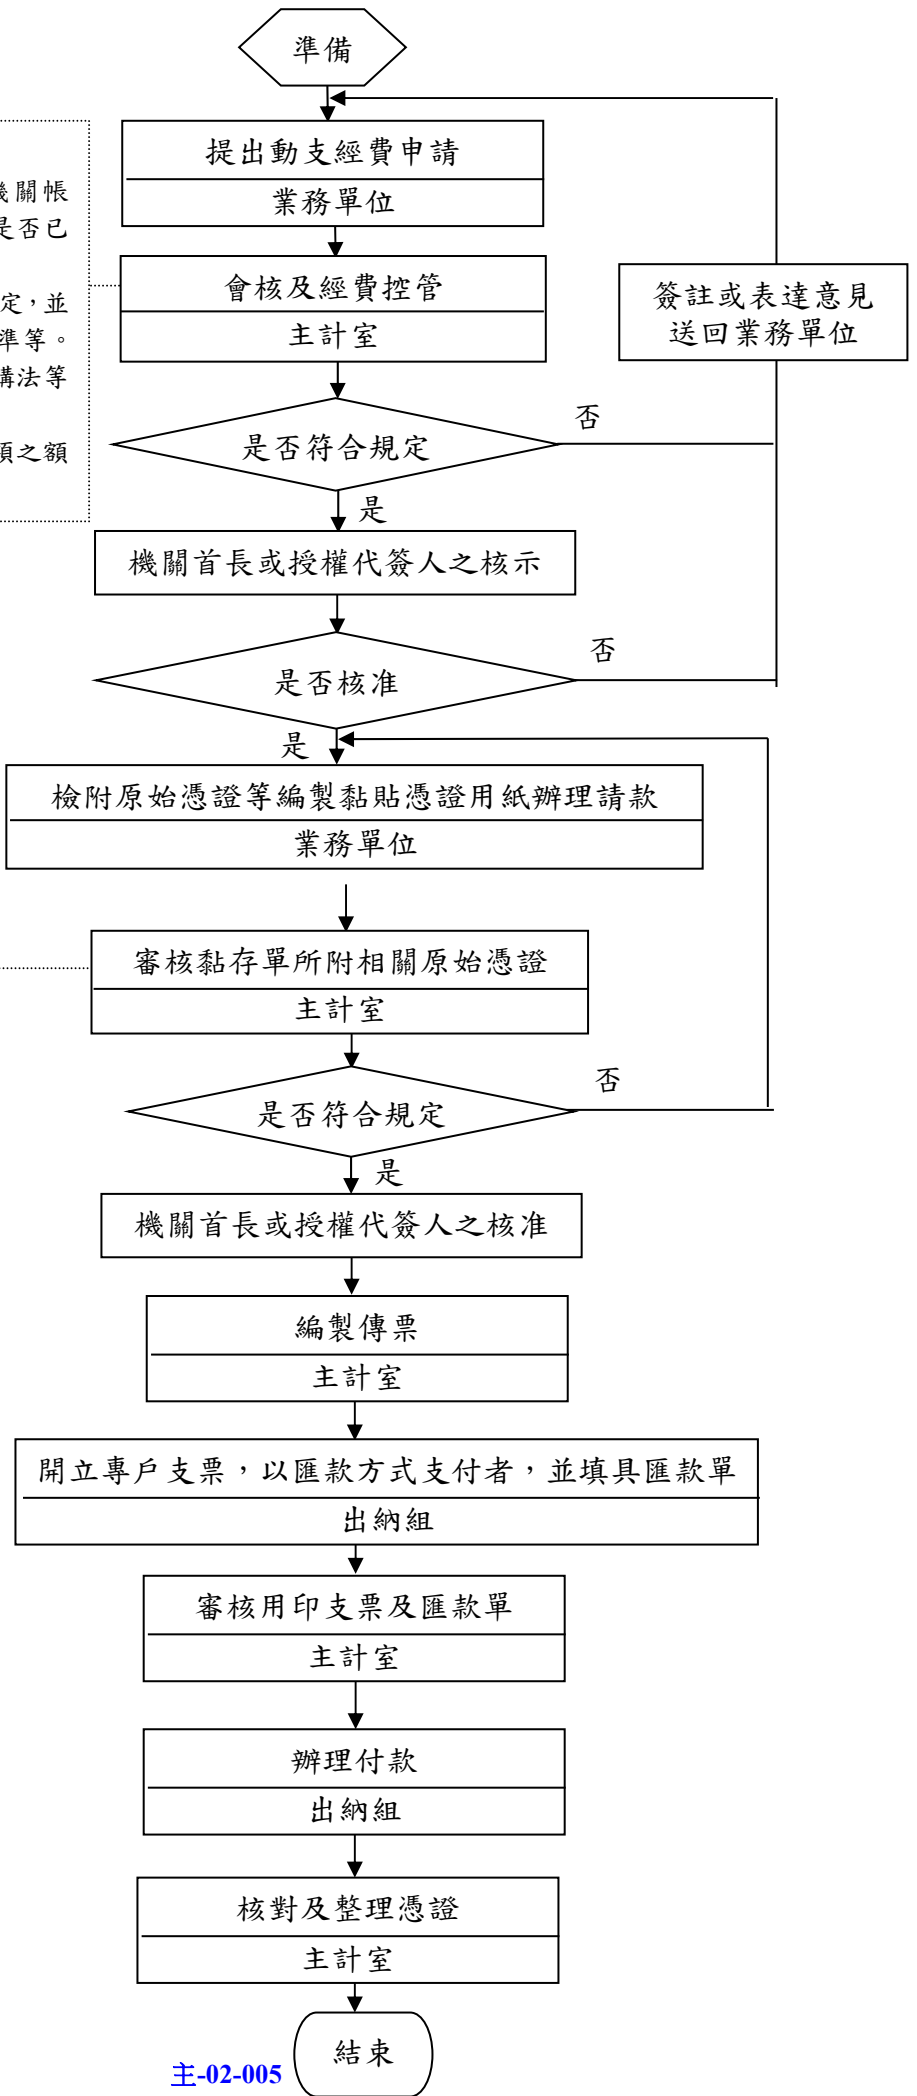 準備
提出動支經費申請
業務單位
機關帳
是否已
定，並
準等。
購法等
項之額
會核及經費控管
主計室
簽註或表達意見
送回業務單位
是否符合規定
否
是
機關首長或授權代簽人之核示
是否核准
否
是
檢附原始憑證等編製黏貼憑證用紙辦理請款
業務單位
審核黏存單所附相關原始憑證
主計室
是否符合規定
否
是
機關首長或授權代簽人之核准
編製傳票
主計室
開立專戶支票，以匯款方式支付者，並填具匯款單
出納組
審核用印支票及匯款單
主計室
辦理付款
出納組
核對及整理憑證
主計室
結束
主-02-005